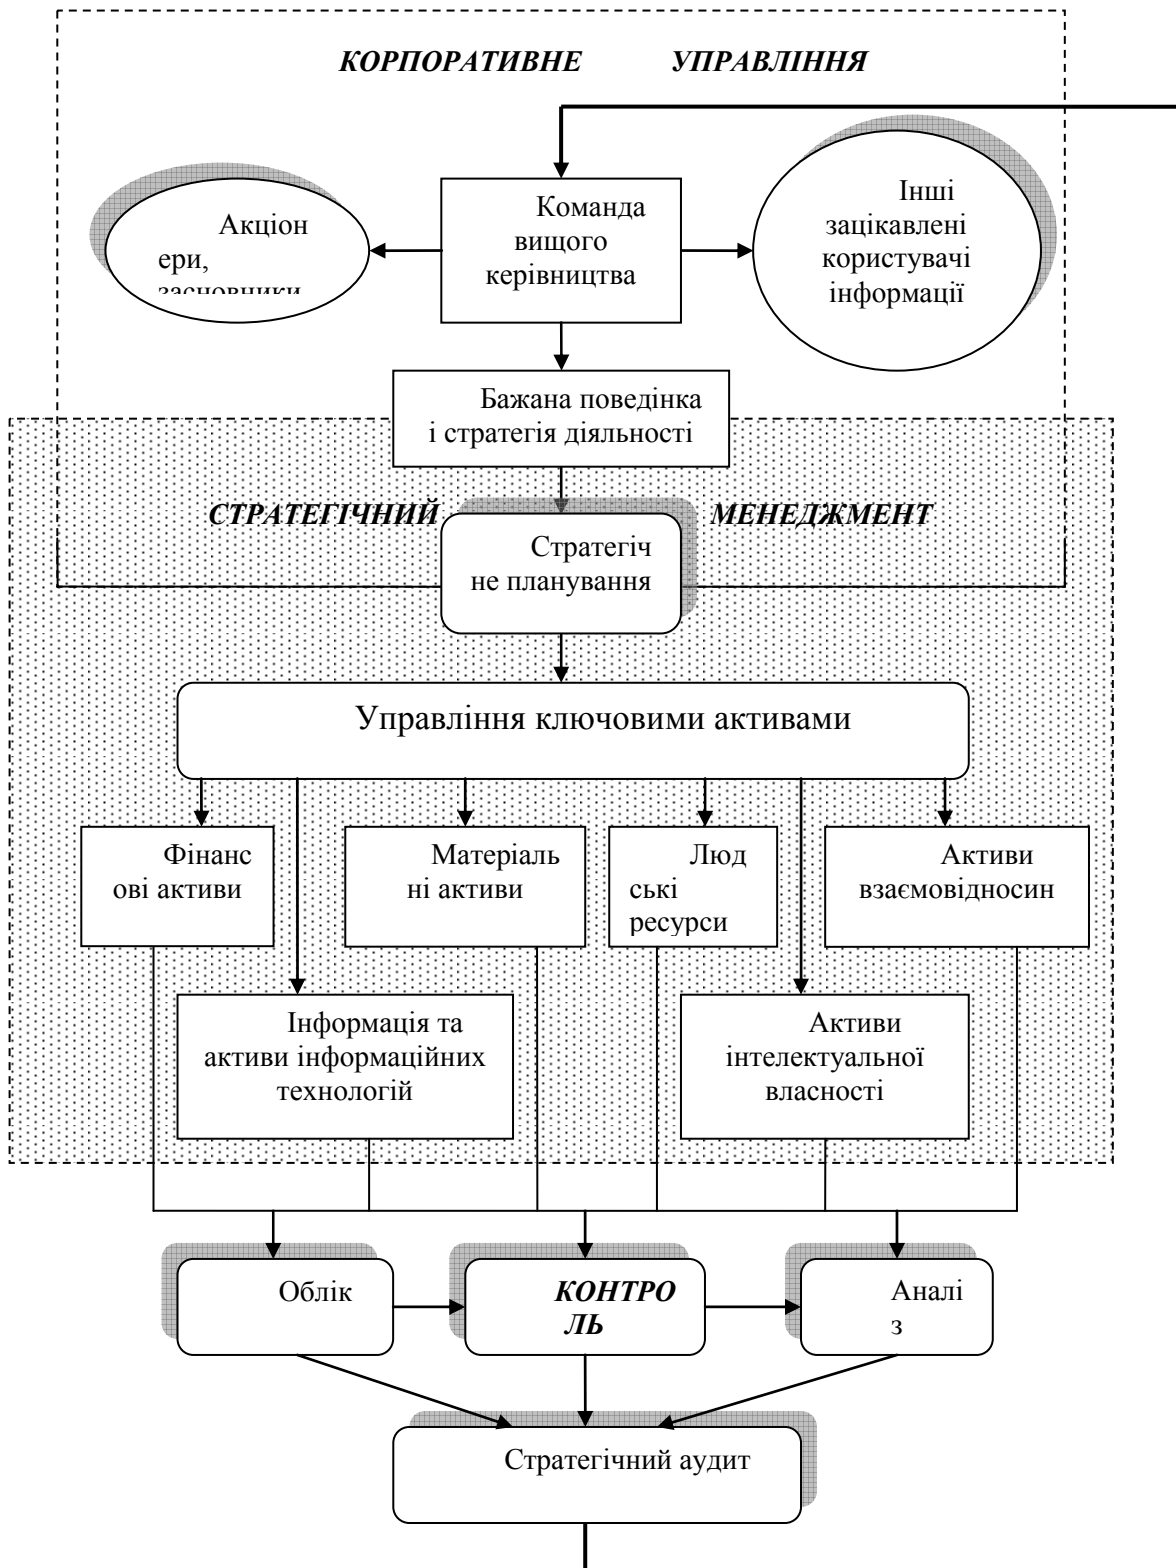 КОРПОРАТИВНЕ УПРАВЛІННЯ
Акціон
ери,
засновники
Команда
вищого
керівництва
Інші
зацікавлені
користувачі
інформації
Бажана поведінка
і стратегія діяльності
СТРАТЕГІЧНИЙ МЕНЕДЖМЕНТ
Стратегіч
не планування
Управління ключовими активами
Фінанс
ові активи
Матеріаль
ні активи
Люд
ські
ресурси
Активи
взаємовідносин
Інформація та
активи інформаційних
технологій
Активи
інтелектуальної
власності
Облік
КОНТРО
ЛЬ
Аналі
з
Стратегічний аудит